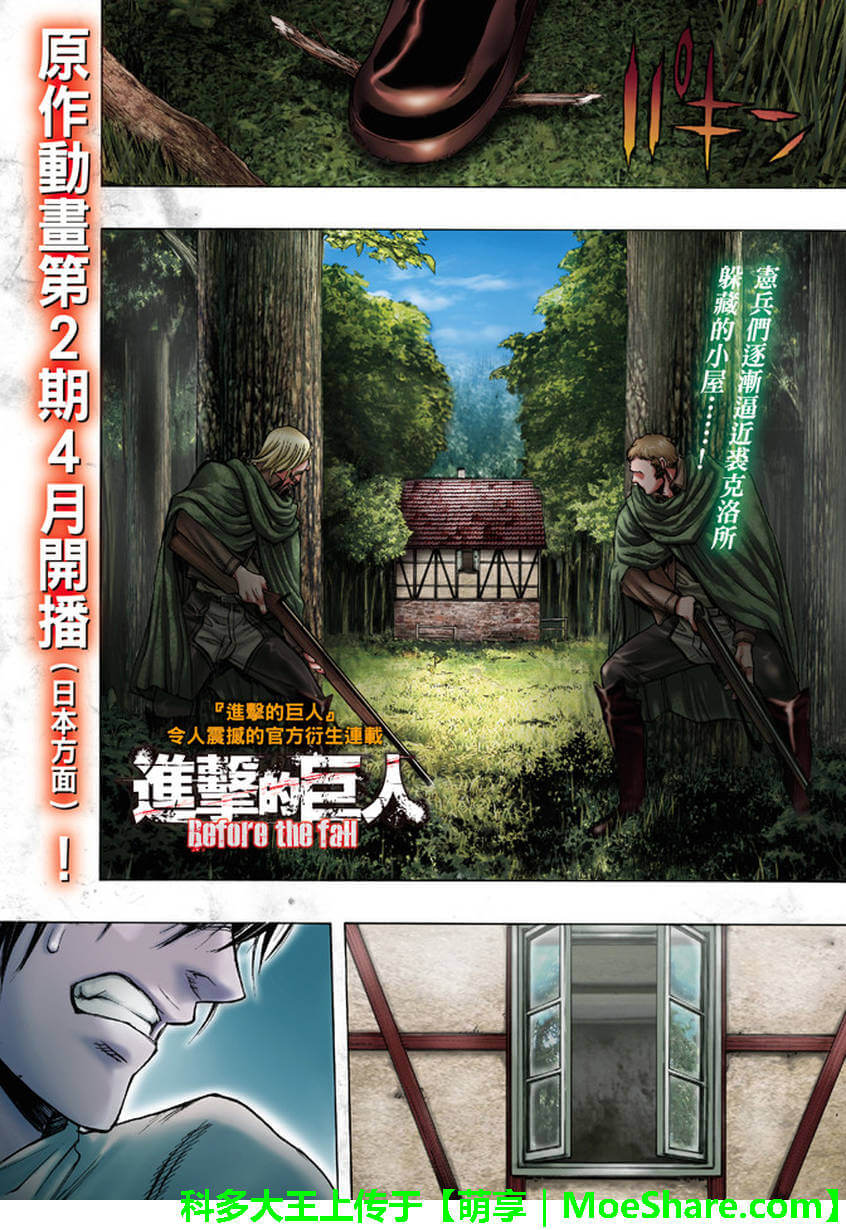 原作動畫第2期4月開播(日本方面)!
パキン
憲兵們逐漸逼近裘克洛所
躲藏的小屋……!
『進擊的巨人』
令人震撼的官方衍生連載
進擊的巨人
Before the fall
科多大王上传于【萌享|MoeShare.com】